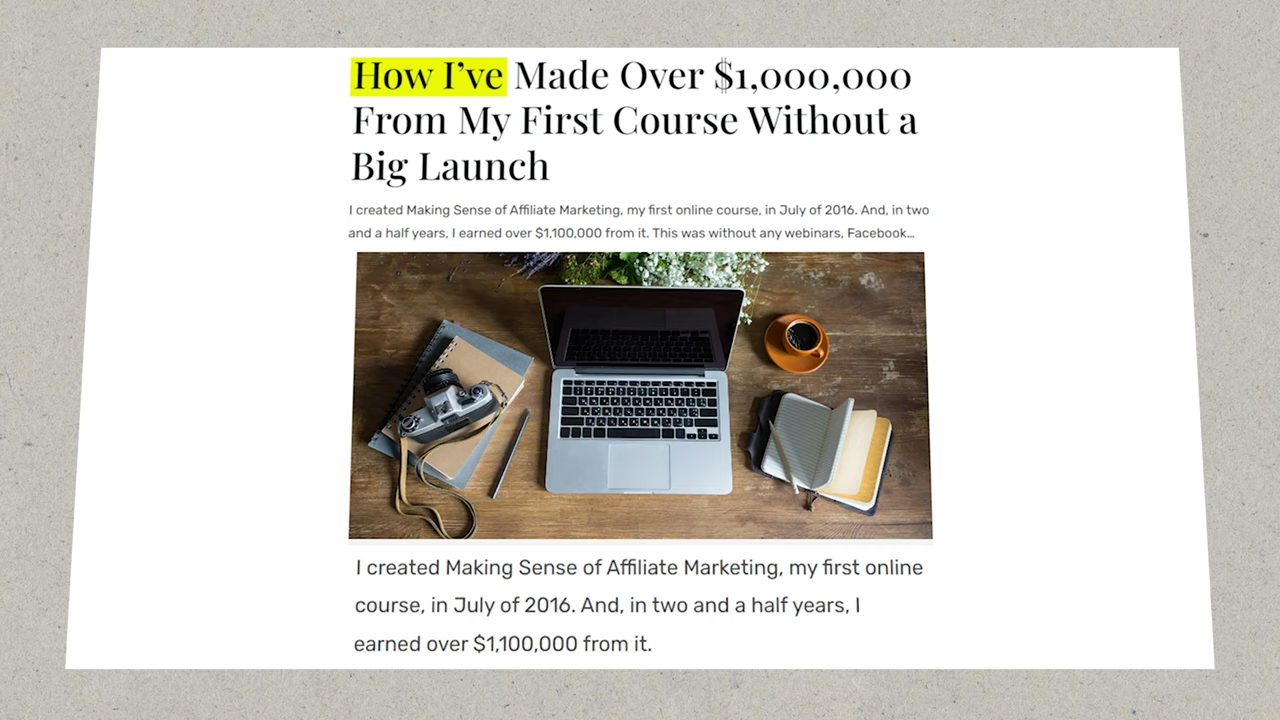 How I’ve Made Over $1,000,000
From My First Course Without a
Big Launch
I created Making Sense of Affiliate Marketing, my first online course, in July of 2016. And, in two
and a half years, I earned over $1,100,000 from it. This was without any webinars, Facebook…
I created Making Sense of Affiliate Marketing, my first online
course, in July of 2016. And, in two and a half years, I
earned over $1,100,000 from it.